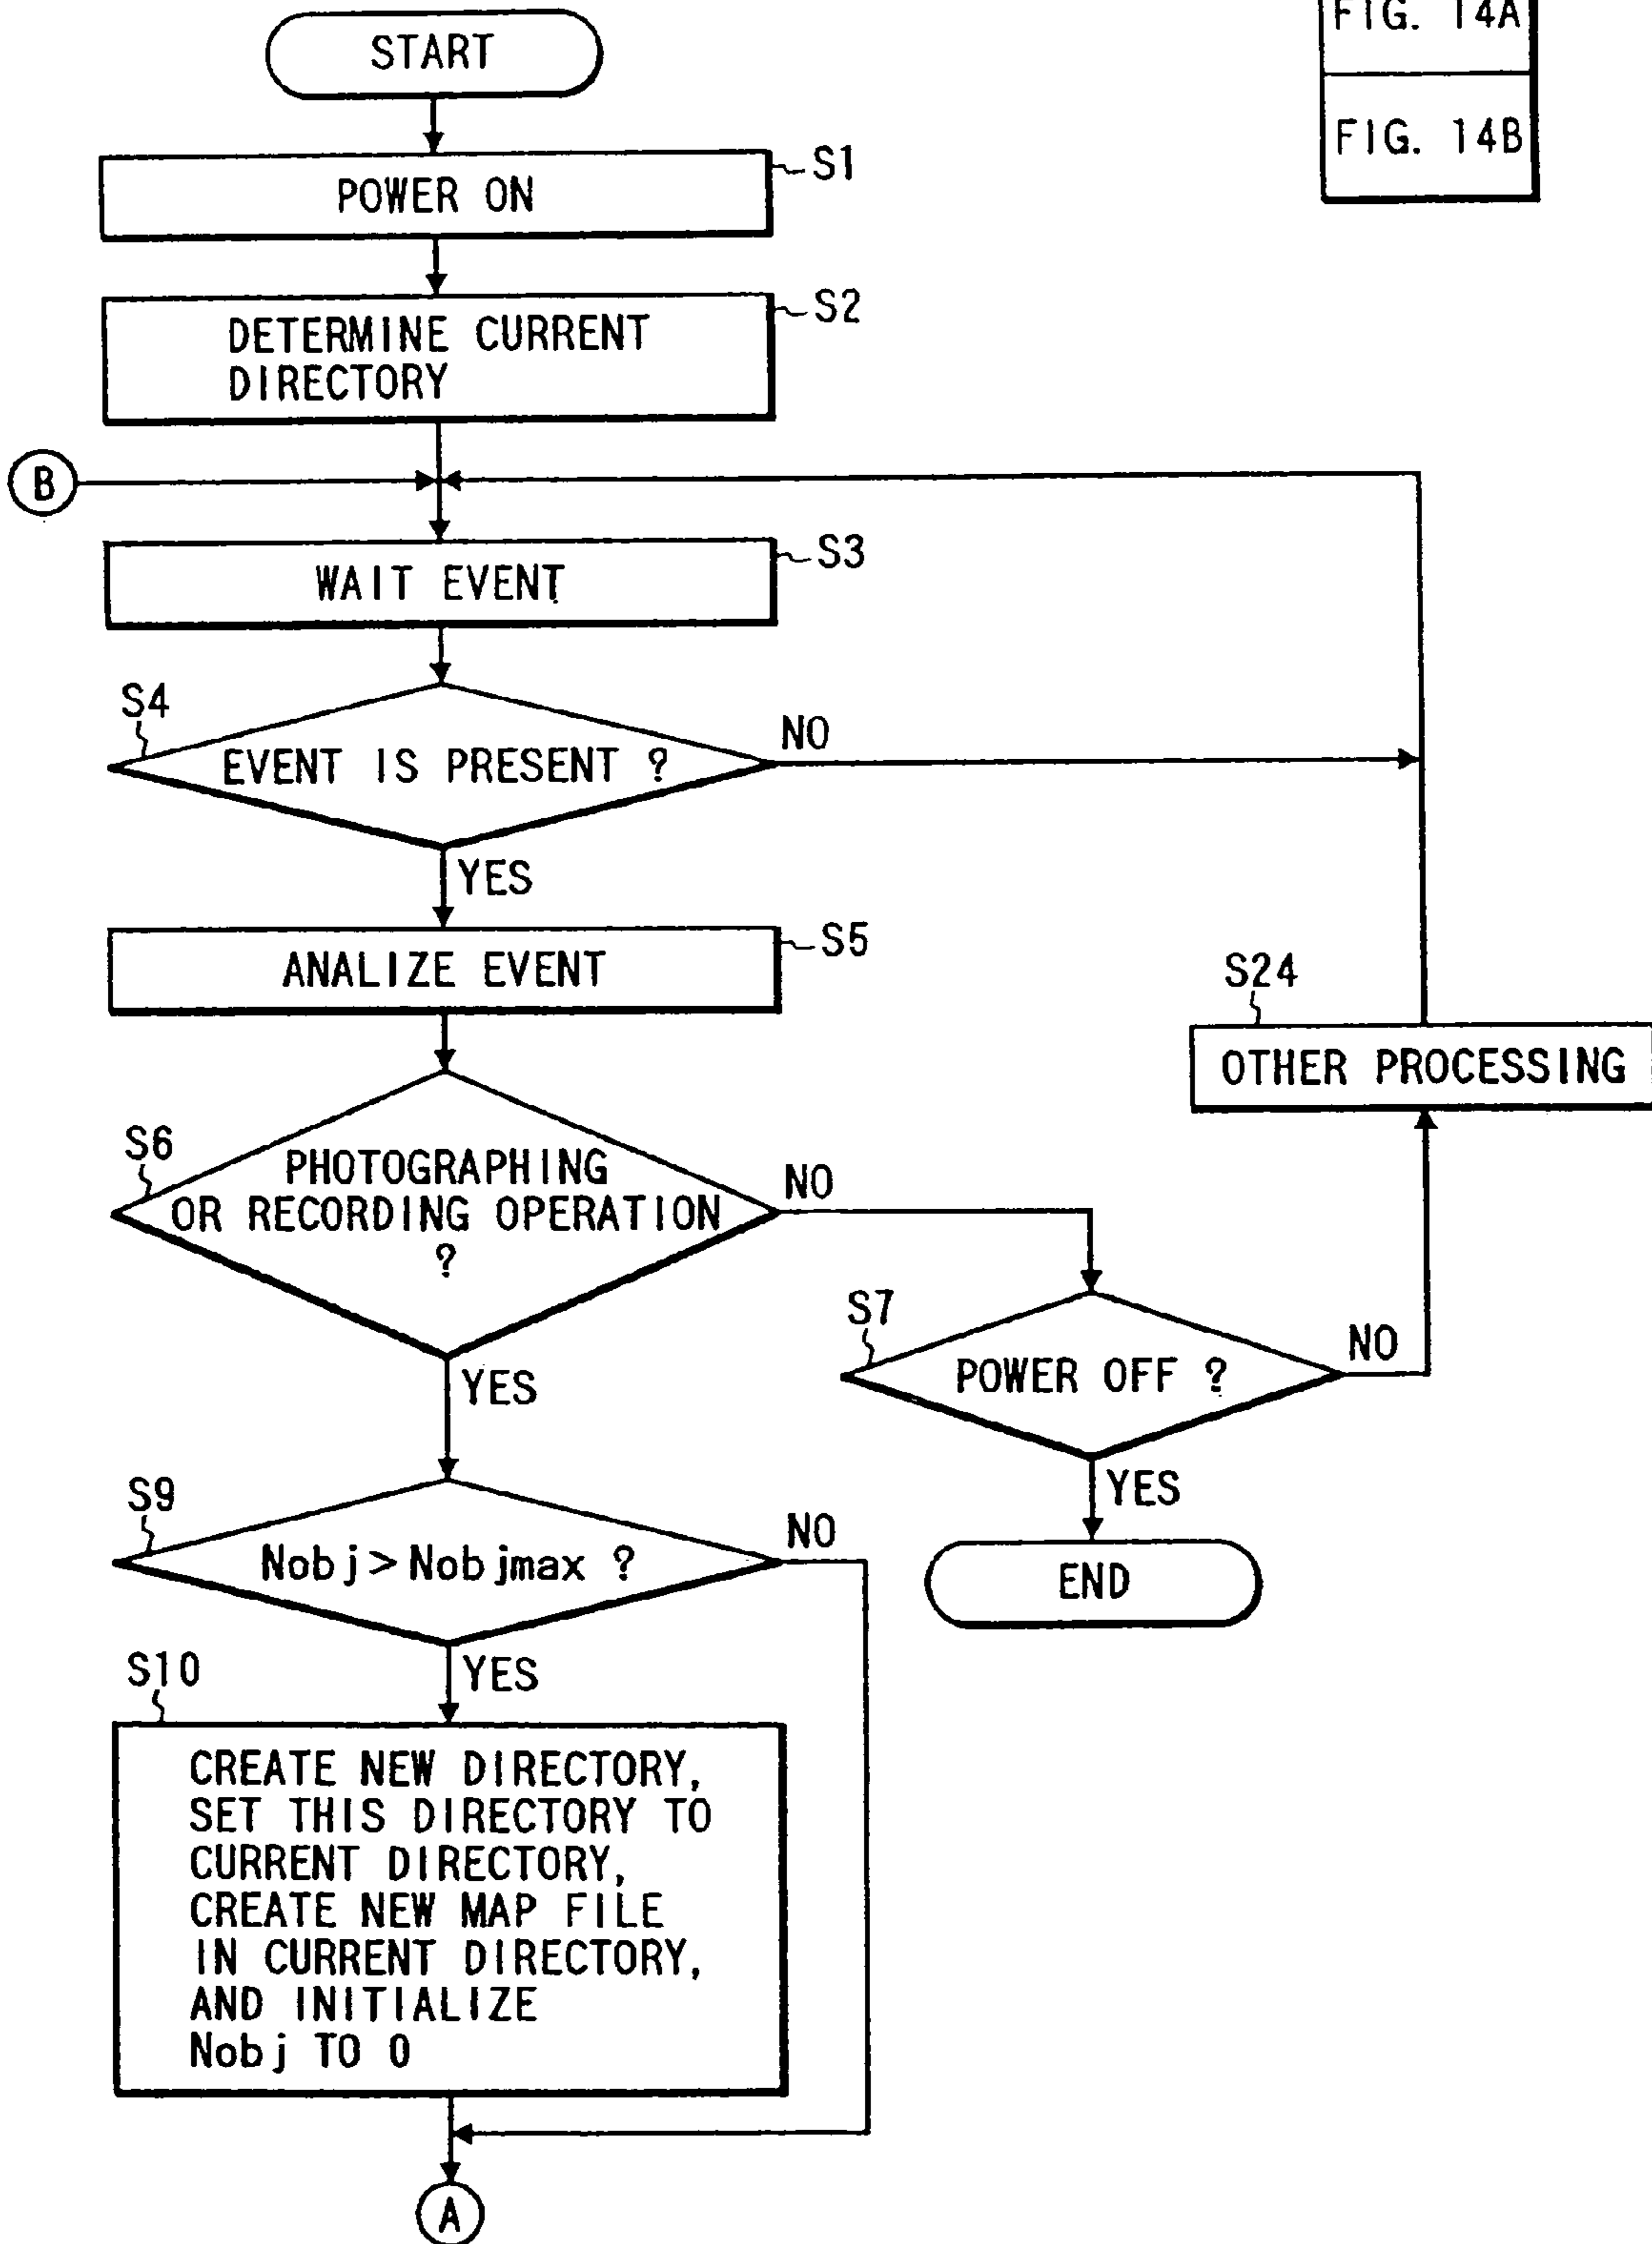 FIG. 14A
FIG. 14B
START
POWER ON
S1
DETERMINE CURRENT
DIRECTORY
S2
B
WAIT EVENT
S3
S4
EVENT IS PRESENT ?
NO
YES
ANALIZE EVENT
S5
S24
OTHER PROCESSING
S6
PHOTOGRAPHING
OR RECORDING OPERATION
?
NO
YES
S7
POWER OFF ?
NO
YES
END
S9
Nobj>Nobjmax ?
NO
YES
S10
CREATE NEW DIRECTORY,
SET THIS DIRECTORY TO
CURRENT DIRECTORY,
CREATE NEW MAP FILE
IN CURRENT DIRECTORY,
AND INITIALIZE
Nobj TO 0
A